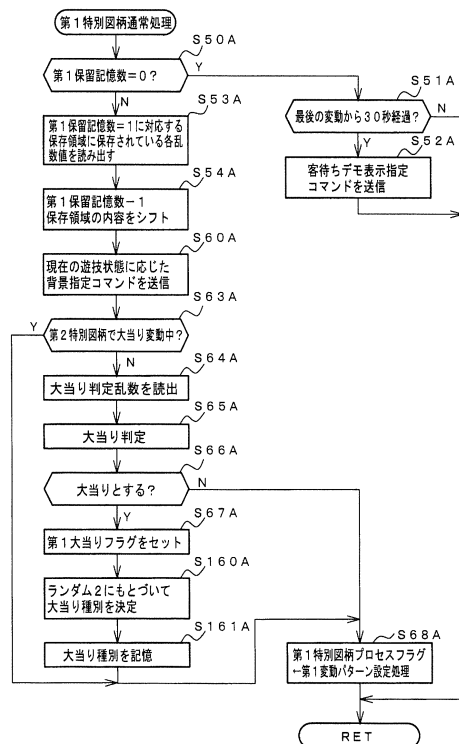 第1特別図柄通常処理
S50A
第1保留記憶数=0?
Y
N
S51A
最後の変動から30秒経過?
N
Y
S52A
客待ちデモ表示指定
コマンドを送信
S53A
第1保留記憶数=1に対応する
保存領域に保存されている各乱
数値を読み出す
S54A
第1保留記憶数-1
保存領域の内容をシフト
S60A
現在の遊技状態に応じた
背景指定コマンドを送信
S63A
Y
第2特別図柄で大当り変動中?
N
S64A
大当り判定乱数を読出
S65A
大当り判定
S66A
大当りとする?
N
Y
S67A
第1大当りフラグをセット
S160A
ランダム2にもとづいて
大当り種別を決定
S161A
大当り種別を記憶
S68A
第1特別図柄プロセスフラグ
←第1変動パターン設定処理
RET